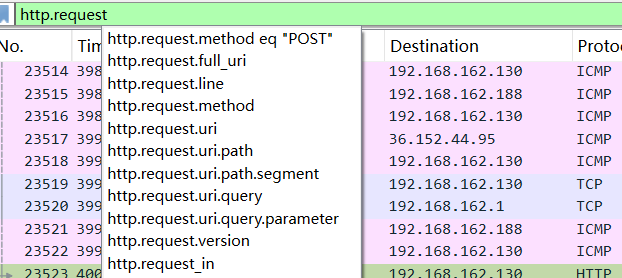 http.request
http.request.method eq "POST"
http.request.full_uri
http.request.line
http.request.method
http.request.uri
http.request.uri.path
http.request.uri.path.segment
http.request.uri.query
http.request.uri.query.parameter
http.request.version
http.request_in
No. Tim Destination Protoc
23514 398 192.168.162.130 ICMP
23515 398 192.168.162.188 ICMP
23516 398 192.168.162.130 ICMP
23517 399 36.152.44.95 ICMP
23518 399 192.168.162.130 ICMP
23519 399 192.168.162.130 TCP
23520 399 192.168.162.1 TCP
23521 399 192.168.162.188 ICMP
23522 399 192.168.162.130 ICMP
23523 400 192.168.162.130 HTTP